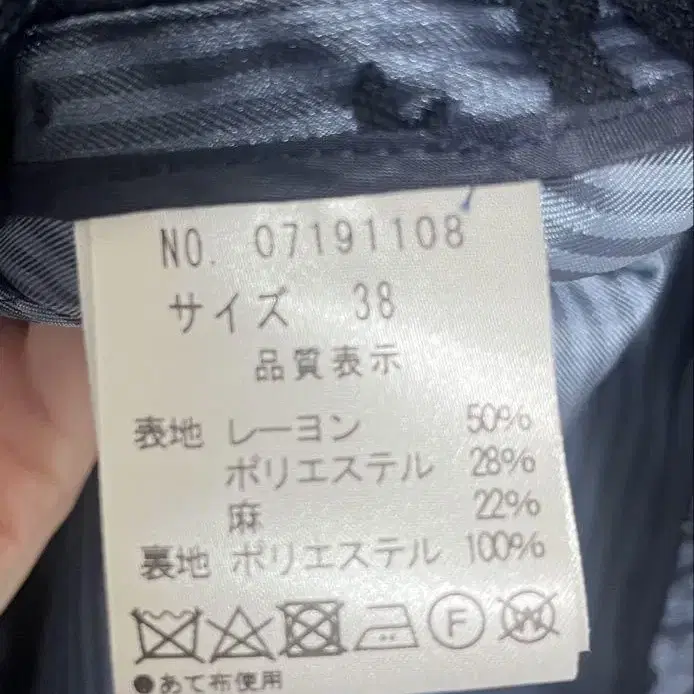 NO. 07191108
サイズ 38
品質表示
表地 レーヨン 50%
ポリエステル 28%
麻 22%
裏地 ポリエステル 100%
F W
●あて布使用